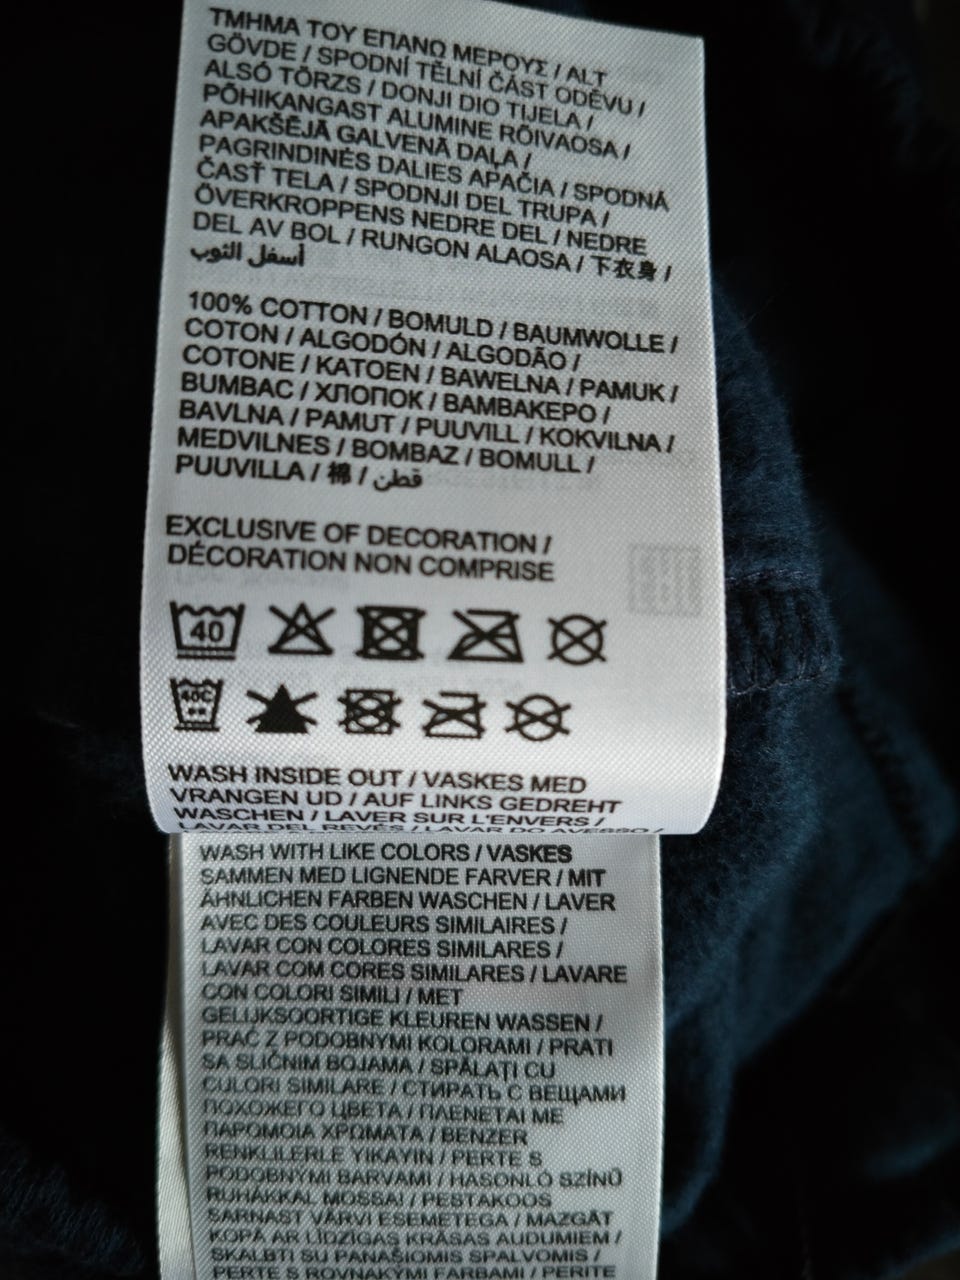 ΤΜΗΜΑ ΤΟΥ ΕΠΑΝΩ ΜΕΡΟΥΣ / ALT
GÖVDE / SPODNÍ TĚLNÍ ČÁST ODĚVU /
ALSÓ TÖRZS / DONJI DIO TIJELA /
PÕHIKANGAST ALUMINE RÕIVAOSA /
APAKŠĒJĀ GALVENĀ DAĻA /
PAGRINDINĖS DALIES APAČIA / SPODNÁ
ČASŤ TELA / SPODNJI DEL TRUPA /
ÖVERKROPPENS NEDRE DEL / NEDRE
DEL AV BOL / RUNGON ALAOSA / 下衣身 /
أسفل الثوب
100% COTTON / BOMULD / BAUMWOLLE /
COTON / ALGODÓN / ALGODÃO /
COTONE / KATOEN / BAWELNA / PAMUK /
BUMBAC / ХЛОПОК / ΒΑΜΒΑΚΕΡΟ /
BAVLNA / PAMUT / PUUVILL / KOKVILNA /
MEDVILNES / BOMBAZ / BOMULL /
PUUVILLA / 棉 / قطن
EXCLUSIVE OF DECORATION /
DÉCORATION NON COMPRISE
40
40C
WASH INSIDE OUT / VASKES MED
VRANGEN UD / AUF LINKS GEDREHT
WASCHEN / LAVER SUR L'ENVERS /
LAVAR DEL REVÉS / LAVAR DO AVESSO /
WASH WITH LIKE COLORS / VASKES
SAMMEN MED LIGNENDE FARVER / MIT
ÄHNLICHEN FARBEN WASCHEN / LAVER
AVEC DES COULEURS SIMILAIRES /
LAVAR CON COLORES SIMILARES /
LAVAR COM CORES SIMILARES / LAVARE
CON COLORI SIMILI / MET
GELIJKSOORTIGE KLEUREN WASSEN /
PRAĆ Z PODOBNYMI KOLORAMI / PRATI
SA SLIČNIM BOJAMA / SPĂLAȚI CU
CULORI SIMILARE / СТИРАТЬ С ВЕЩАМИ
ПОХОЖЕГО ЦВЕТА / ΠΛΕΝΕΤΑΙ ΜΕ
ΠΑΡΟΜΟΙΑ ΧΡΩΜΑΤΑ / BENZER
RENKLILERLE YIKAYIN / PERTE S
PODOBNÝMI BARVAMI / HASONLÓ SZÍNŰ
RUHÁKKAL MOSSA! / PESTAKOOS
SARNAST VÄRVI ESEMETEGA / MAZGĀT
KOPĀ AR LĪDZĪGAS KRĀSAS AUDUMIEM /
SKALBTI SU PANAŠIOMIS SPALVOMIS /
PERTE S ROVNAKÝMI FARBAMI / PERITE